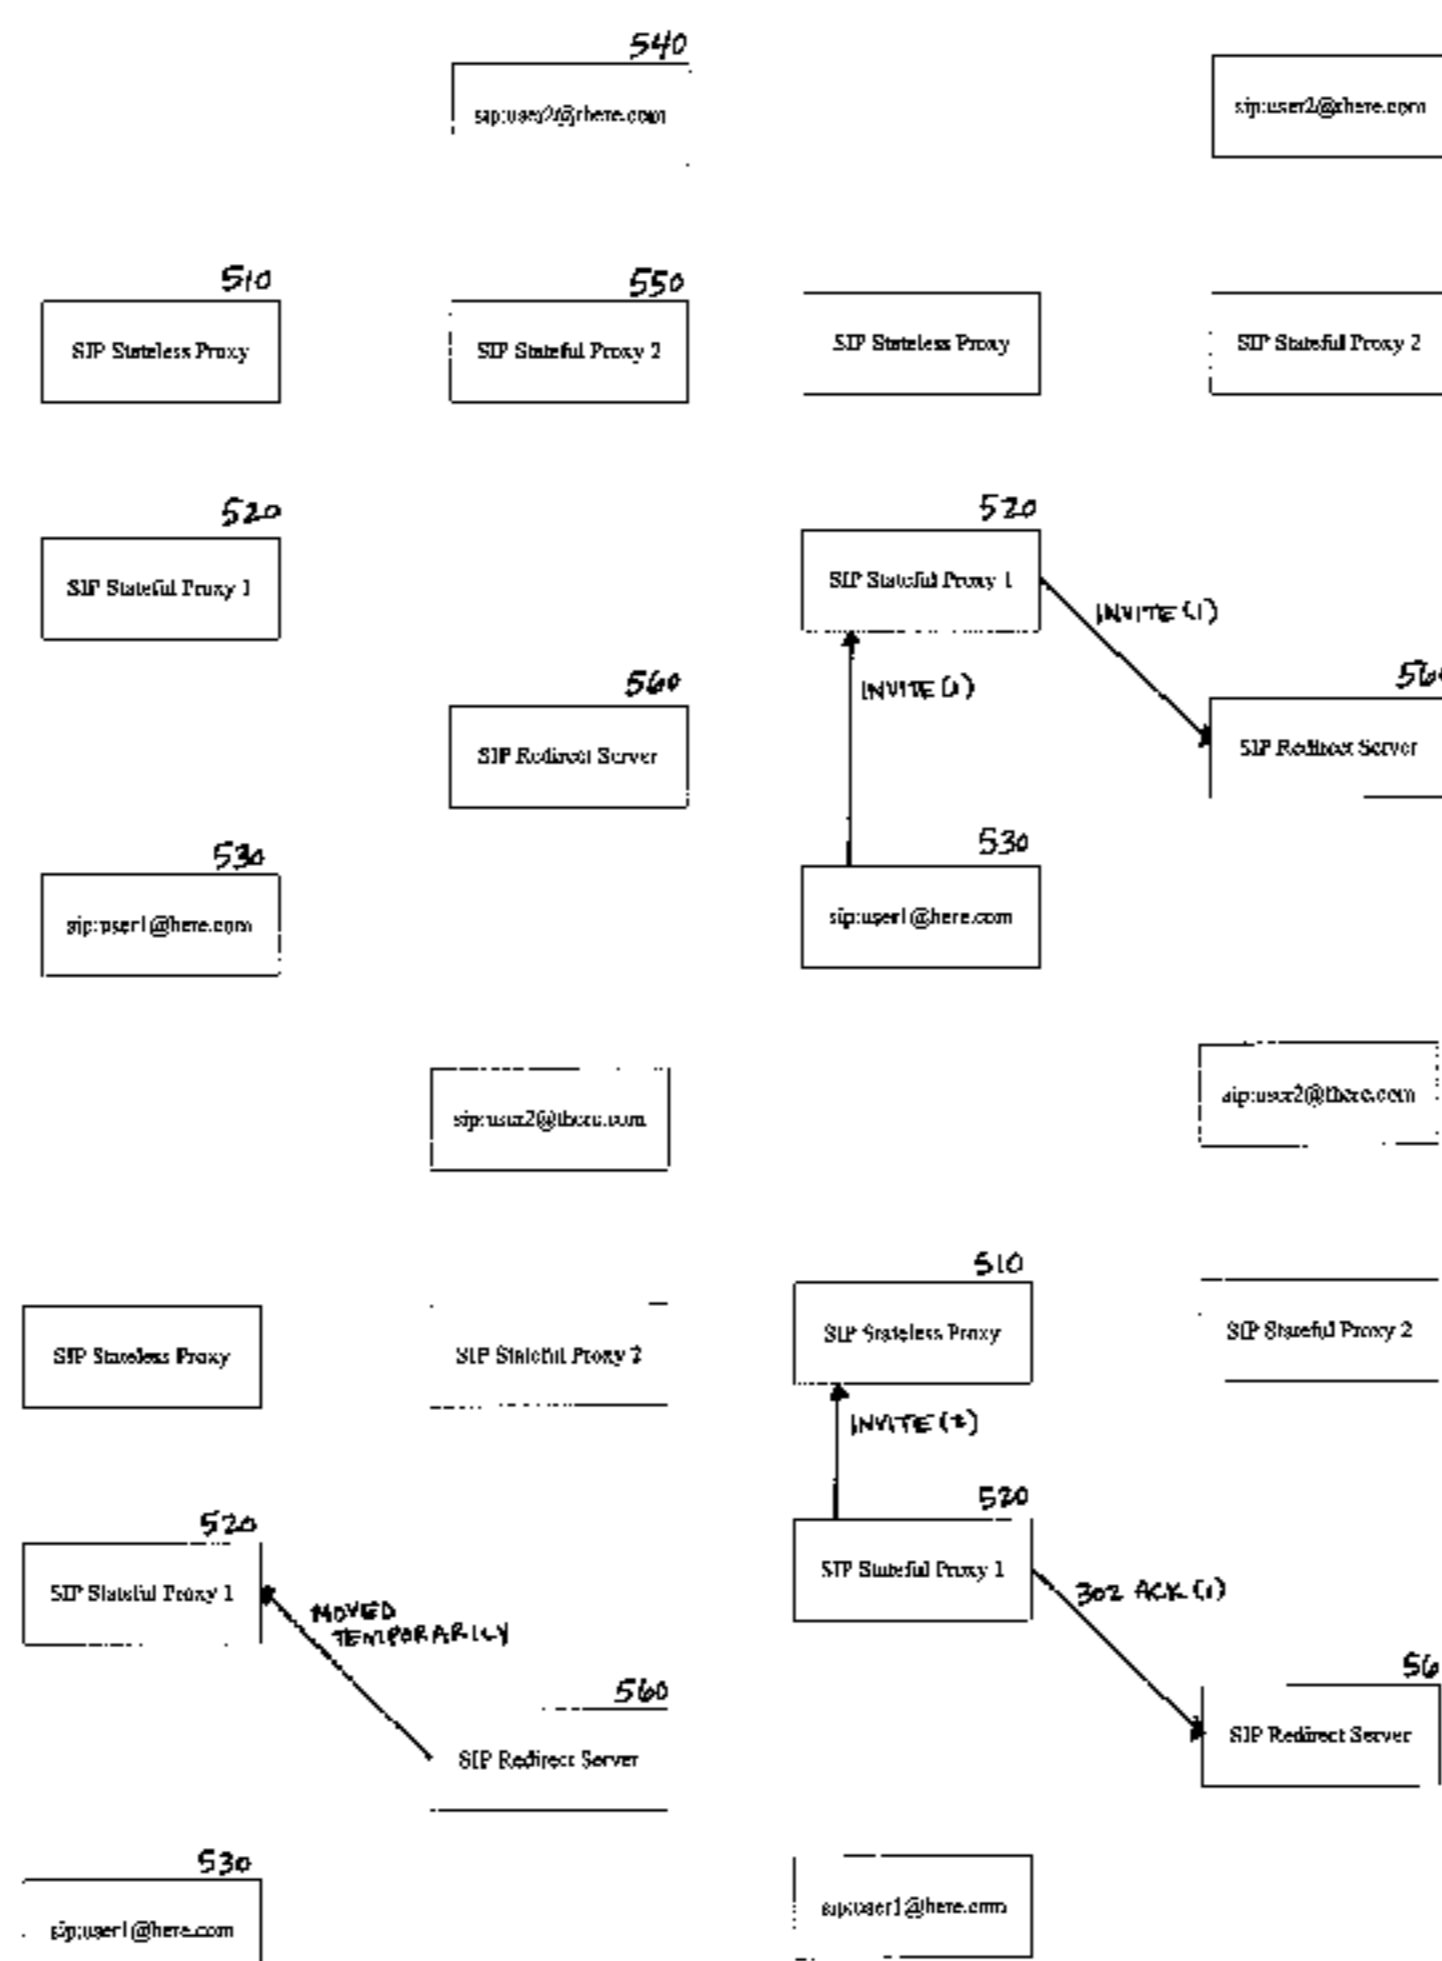 540
sip:user2@there.com
sip:user2@there.com
510
550
SIP Stateless Proxy
SIP Stateful Proxy 2
SIP Stateless Proxy
SIP Stateful Proxy 2
520
520
SIP Stateful Proxy 1
SIP Stateful Proxy 1
INVITE (1)
560
INVITE (1)
SIP Redirect Server
SIP Redirect Server
530
530
sip:user1@here.com
sip:user1@here.com
sip:user2@there.com
sip:user2@there.com
510
SIP Stateless Proxy
SIP Stateful Proxy 2
SIP Stateless Proxy
SIP Stateful Proxy 2
INVITE (2)
520
520
SIP Stateful Proxy 1
SIP Stateful Proxy 1
MOVED
TEMPORARILY
302 ACK (1)
560
56
SIP Redirect Server
SIP Redirect Server
530
sip:user1@here.com
sip:user1@here.com